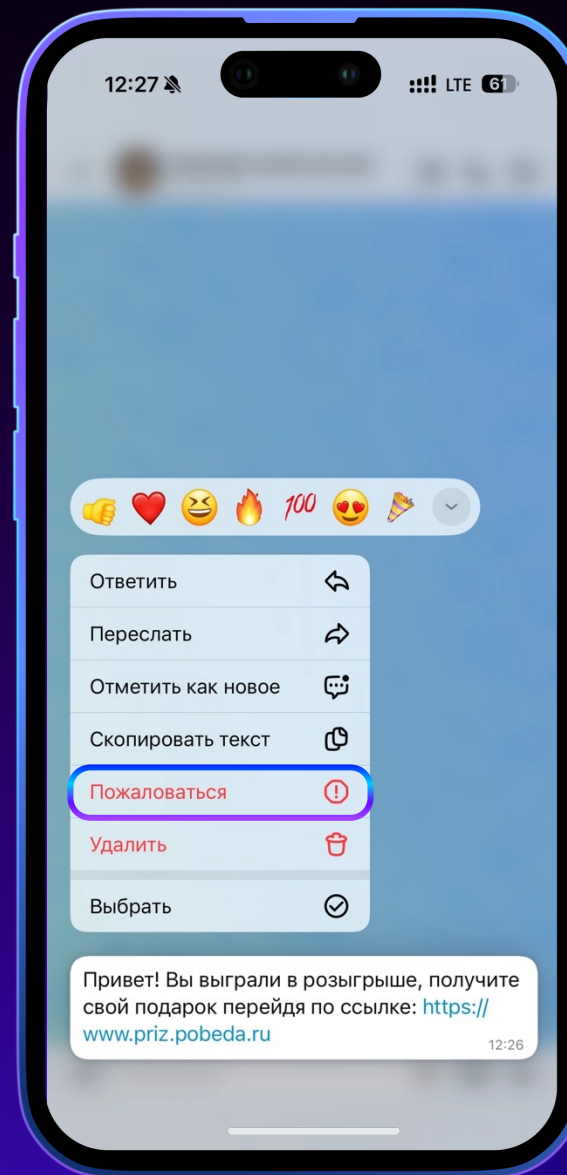 12:27 LTE 61
Ответить
Переслать
Отметить как новое
Скопировать текст
Пожаловаться
Удалить
Выбрать
Привет! Вы выграли в розыгрыше, получите
свой подарок перейдя по ссылке: https://
www.priz.pobeda.ru
12:26